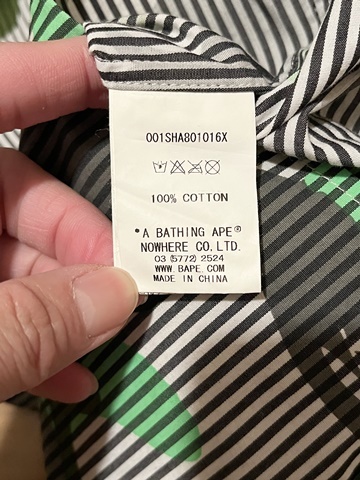 001SHA801016X
100% COTTON
*A BATHING APE®
NOWHERE CO.,LTD.
03 (5772) 2524
WWW.BAPE.COM
MADE IN CHINA